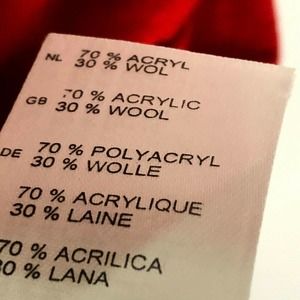 NL 70 % ACRYL
30 % WOL
GB 70 % ACRYLIC
30 % WOOL
DE 70 % POLYACRYL
30 % WOLLE
70 % ACRYLIQUE
30 % LAINE
70 % ACRILICA
30 % LANA